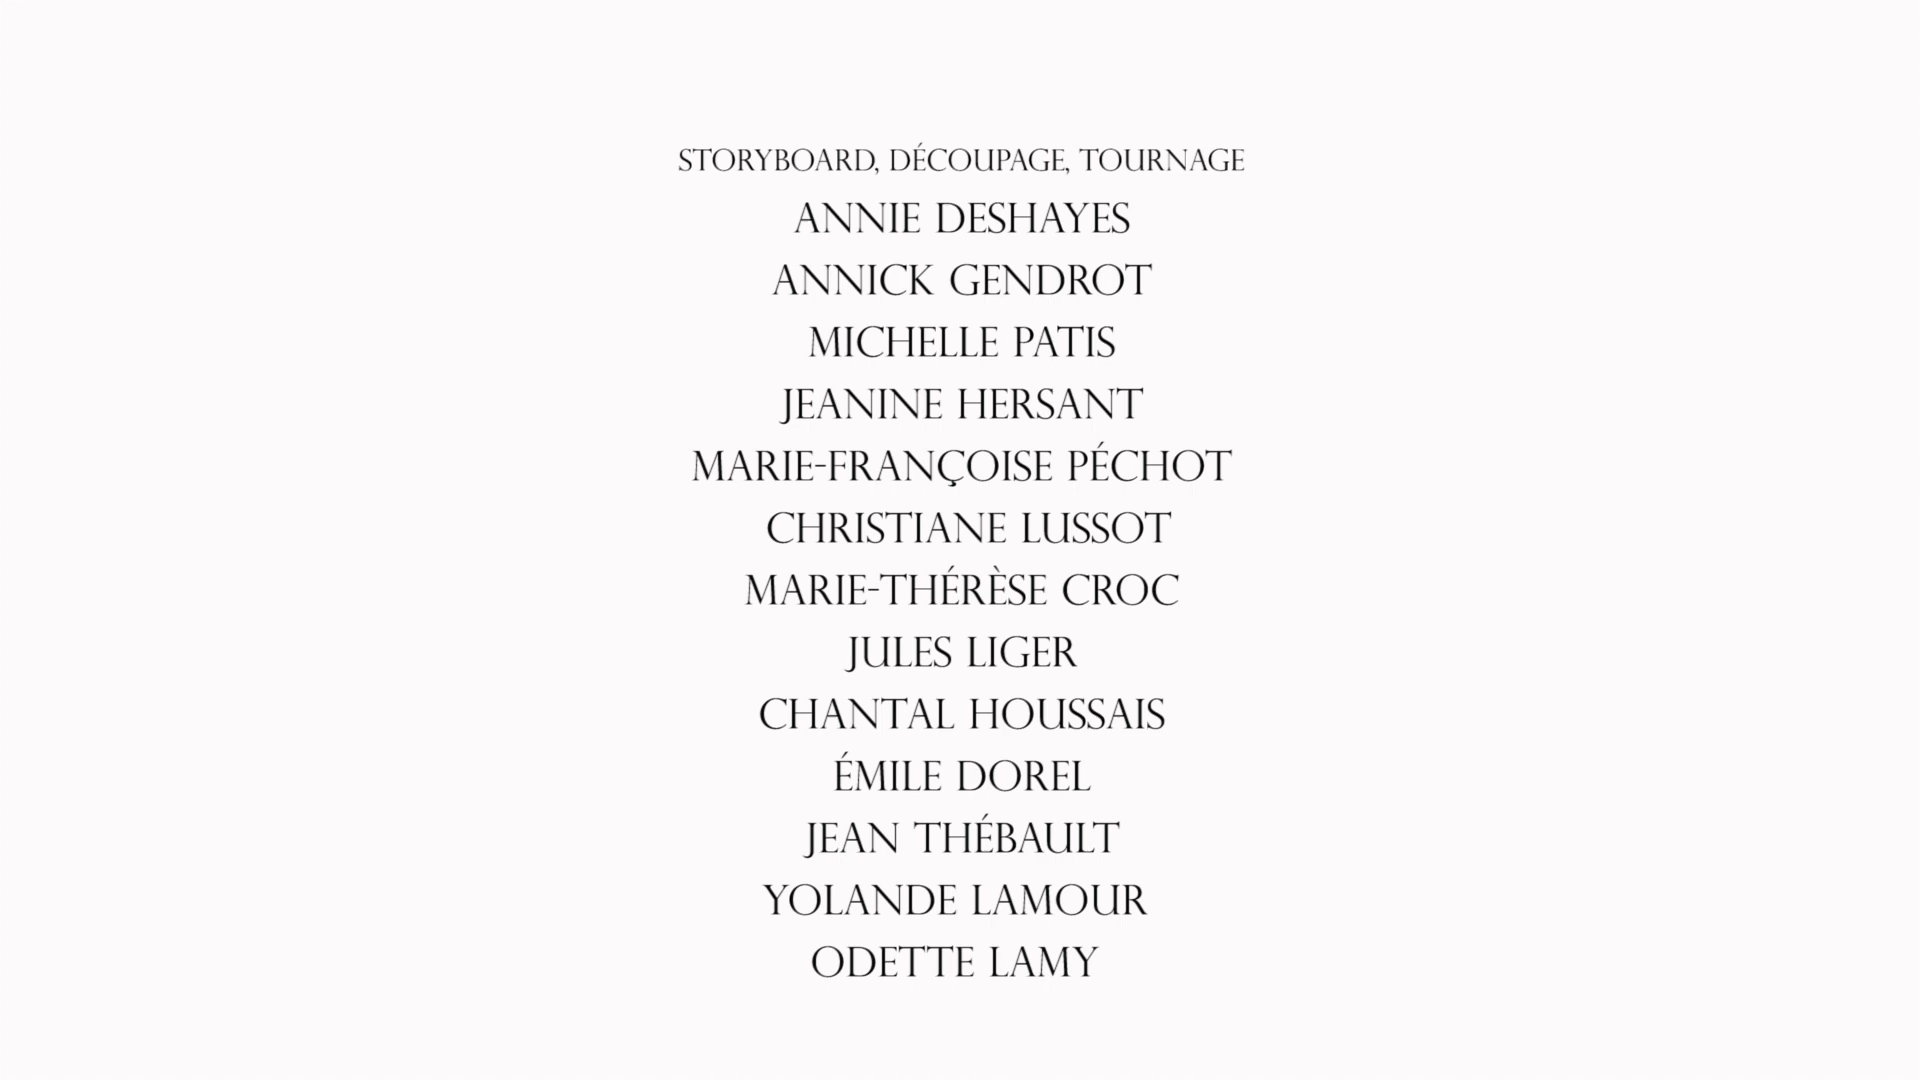 STORYBOARD, DÉCOUPAGE, TOURNAGE
ANNIE DESHAYES
ANNICK GENDROT
MICHELLE PATIS
JEANINE HERSANT
MARIE-FRANÇOISE PÉCHOT
CHRISTIANE LUSSOT
MARIE-THÉRÈSE CROC
JULES LIGER
CHANTAL HOUSSAIS
ÉMILE DOREL
JEAN THÉBAULT
YOLANDE LAMOUR
ODETTE LAMY